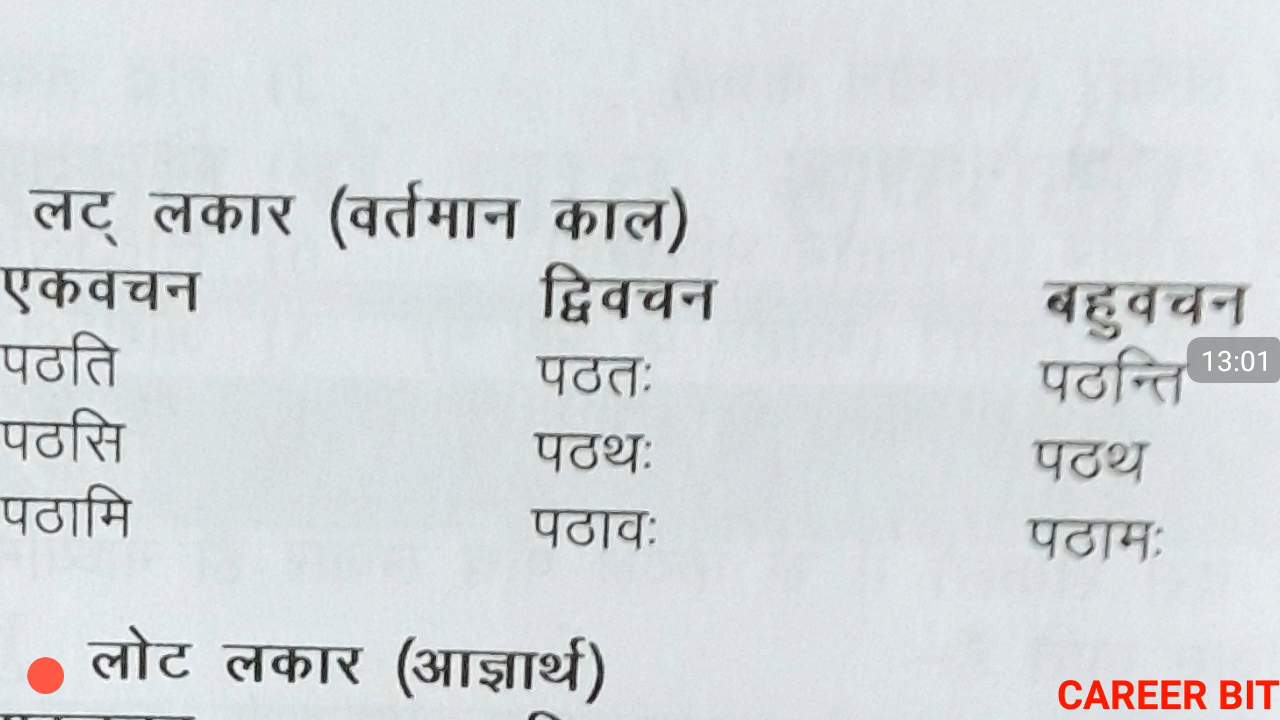 लट् लकार (वर्तमान काल)
एकवचन द्विवचन बहुवचन
पठति पठतः पठन्ति
13:01
पठसि पठथः पठथ
पठामि पठावः पठामः
लोट लकार (आज्ञार्थ)
CAREER BIT